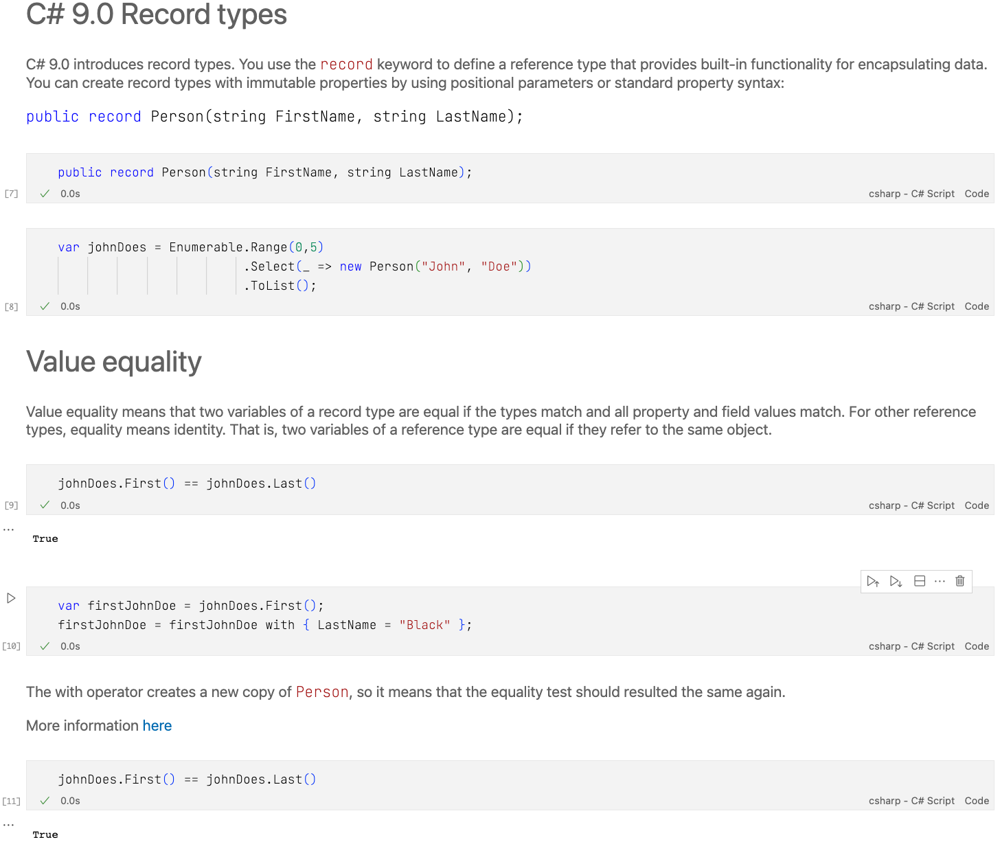 C# 9.0 Record types
C# 9.0 introduces record types. You use the record keyword to define a reference type that provides built-in functionality for encapsulating data.
You can create record types with immutable properties by using positional parameters or standard property syntax:
public record Person(string FirstName, string LastName);
public record Person(string FirstName, string LastName);
[7] 0.0s csharp - C# Script Code
var johnDoes = Enumerable.Range(0,5)
.Select(_ => new Person("John", "Doe"))
.ToList();
[8] 0.0s csharp - C# Script Code
Value equality
Value equality means that two variables of a record type are equal if the types match and all property and field values match. For other reference
types, equality means identity. That is, two variables of a reference type are equal if they refer to the same object.
johnDoes.First() == johnDoes.Last()
[9] 0.0s csharp - C# Script Code
...
True
var firstJohnDoe = johnDoes.First();
firstJohnDoe = firstJohnDoe with { LastName = "Black" };
[10] 0.0s csharp - C# Script Code
The with operator creates a new copy of Person, so it means that the equality test should resulted the same again.
More information here
johnDoes.First() == johnDoes.Last()
[11] 0.0s csharp - C# Script Code
...
True